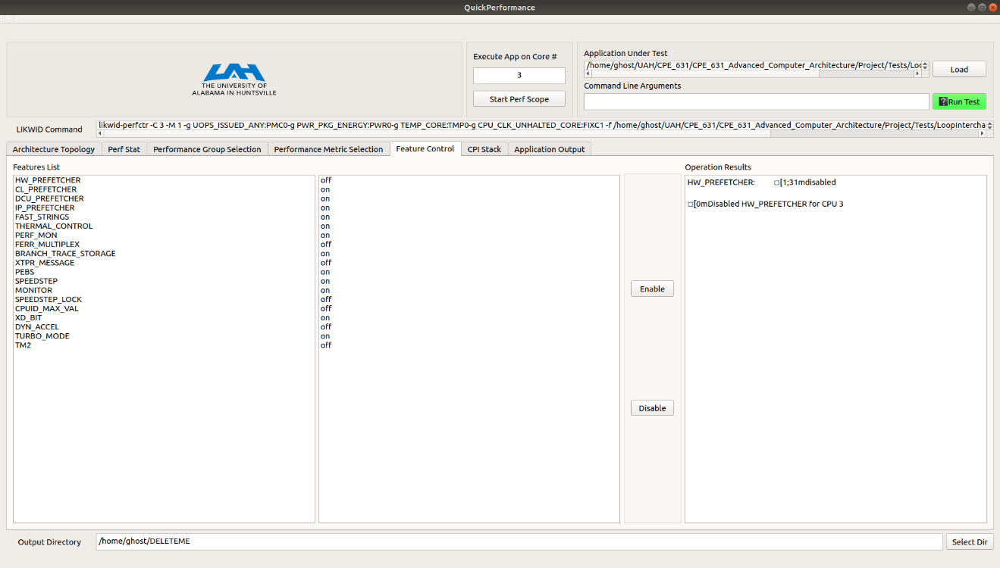 QuickPerformance
THE UNIVERSITY OF
ALABAMA IN HUNTSVILLE
Execute App on Core #
3
Start Perf Scope
Application Under Test
/home/ghost/UAH/CPE_631/CPE_631_Advanced_Computer_Architecture/Project/Tests/Loo
Load
Command Line Arguments
Run Test
LIKWID Command
likwid-perfctr -C 3 -M 1 -g UOPS_ISSUED_ANY:PMC0-g PWR_PKG_ENERGY:PWR0-g TEMP_CORE:TMP0-g CPU_CLK_UNHALTED_CORE:FIXC1 -f /home/ghost/UAH/CPE_631/CPE_631_Advanced_Computer_Architecture/Project/Tests/LoopIntercha
Architecture Topology Perf Stat Performance Group Selection Performance Metric Selection Feature Control CPI Stack Application Output
Features List
HW_PREFETCHER off
CL_PREFETCHER on
DCU_PREFETCHER on
IP_PREFETCHER on
FAST_STRINGS on
THERMAL_CONTROL on
PERF_MON on
FERR_MULTIPLEX off
BRANCH_TRACE_STORAGE on
XTPR_MESSAGE off
PEBS on
SPEEDSTEP on
MONITOR on
SPEEDSTEP_LOCK off
CPUID_MAX_VAL off
XD_BIT on
DYN_ACCEL off
TURBO_MODE on
TM2 off
Enable
Disable
Operation Results
HW_PREFETCHER: ¤[1;31mdisabled
¤[0mDisabled HW_PREFETCHER for CPU 3
Output Directory
/home/ghost/DELETEME
Select Dir